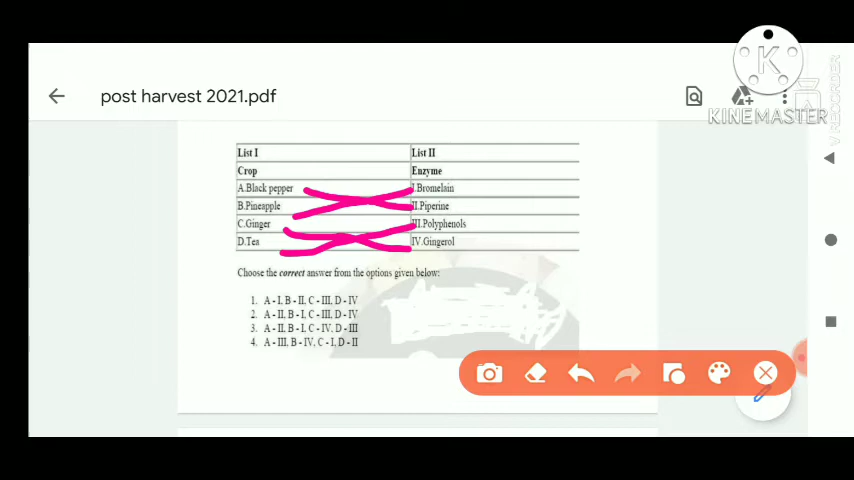 K
KINEMASTER
V RECORDER
post harvest 2021.pdf
List I List II
Crop Enzyme
A.Black pepper I.Bromelain
B.Pineapple II.Piperine
C.Ginger III.Polyphenols
D.Tea IV.Gingerol
Choose the correct answer from the options given below:
1. A - I, B - II, C - III, D - IV
2. A - II, B - I, C - III, D - IV
3. A - II, B - I, C - IV, D - III
4. A - III, B - IV, C - I, D - II